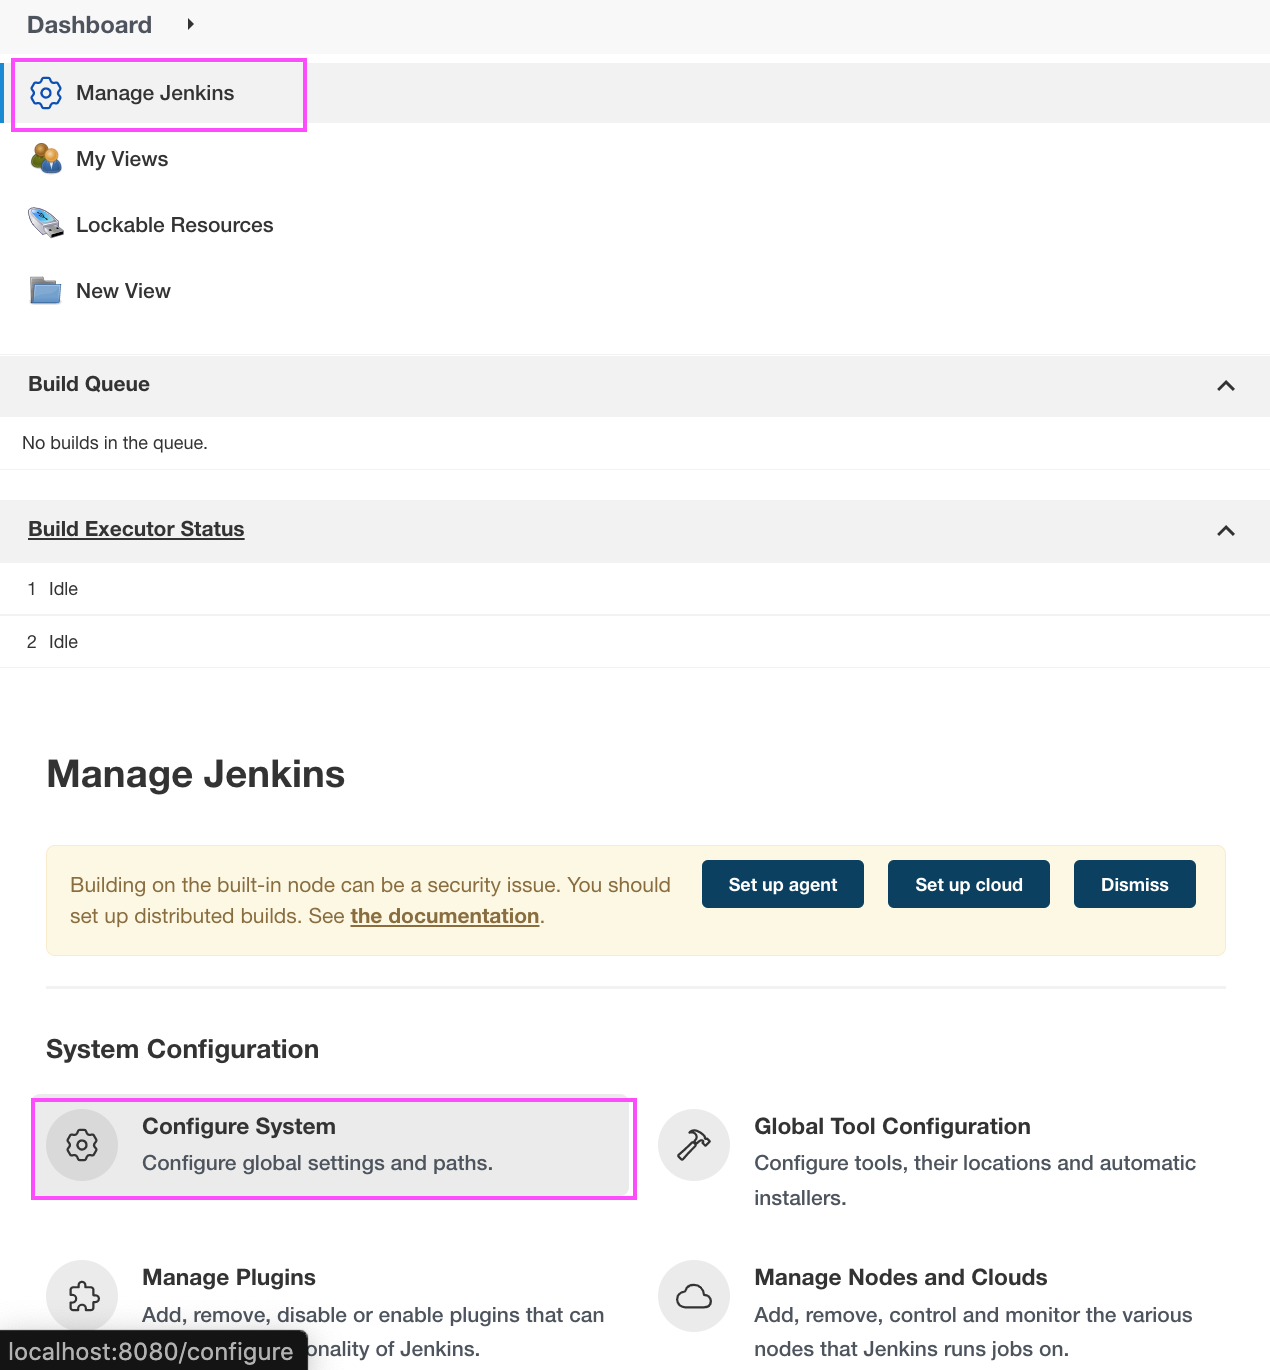 Dashboard
Manage Jenkins
My Views
Lockable Resources
New View
Build Queue
No builds in the queue.
Build Executor Status
1 Idle
2 Idle
Manage Jenkins
Building on the built-in node can be a security issue. You should
set up distributed builds. See the documentation.
Set up agent
Set up cloud
Dismiss
System Configuration
Configure System
Configure global settings and paths.
Global Tool Configuration
Configure tools, their locations and automatic
installers.
Manage Plugins
Add, remove, disable or enable plugins that can
of Jenkins.
Manage Nodes and Clouds
Add, remove, control and monitor the various
nodes that Jenkins runs jobs on.
localhost:8080/configure